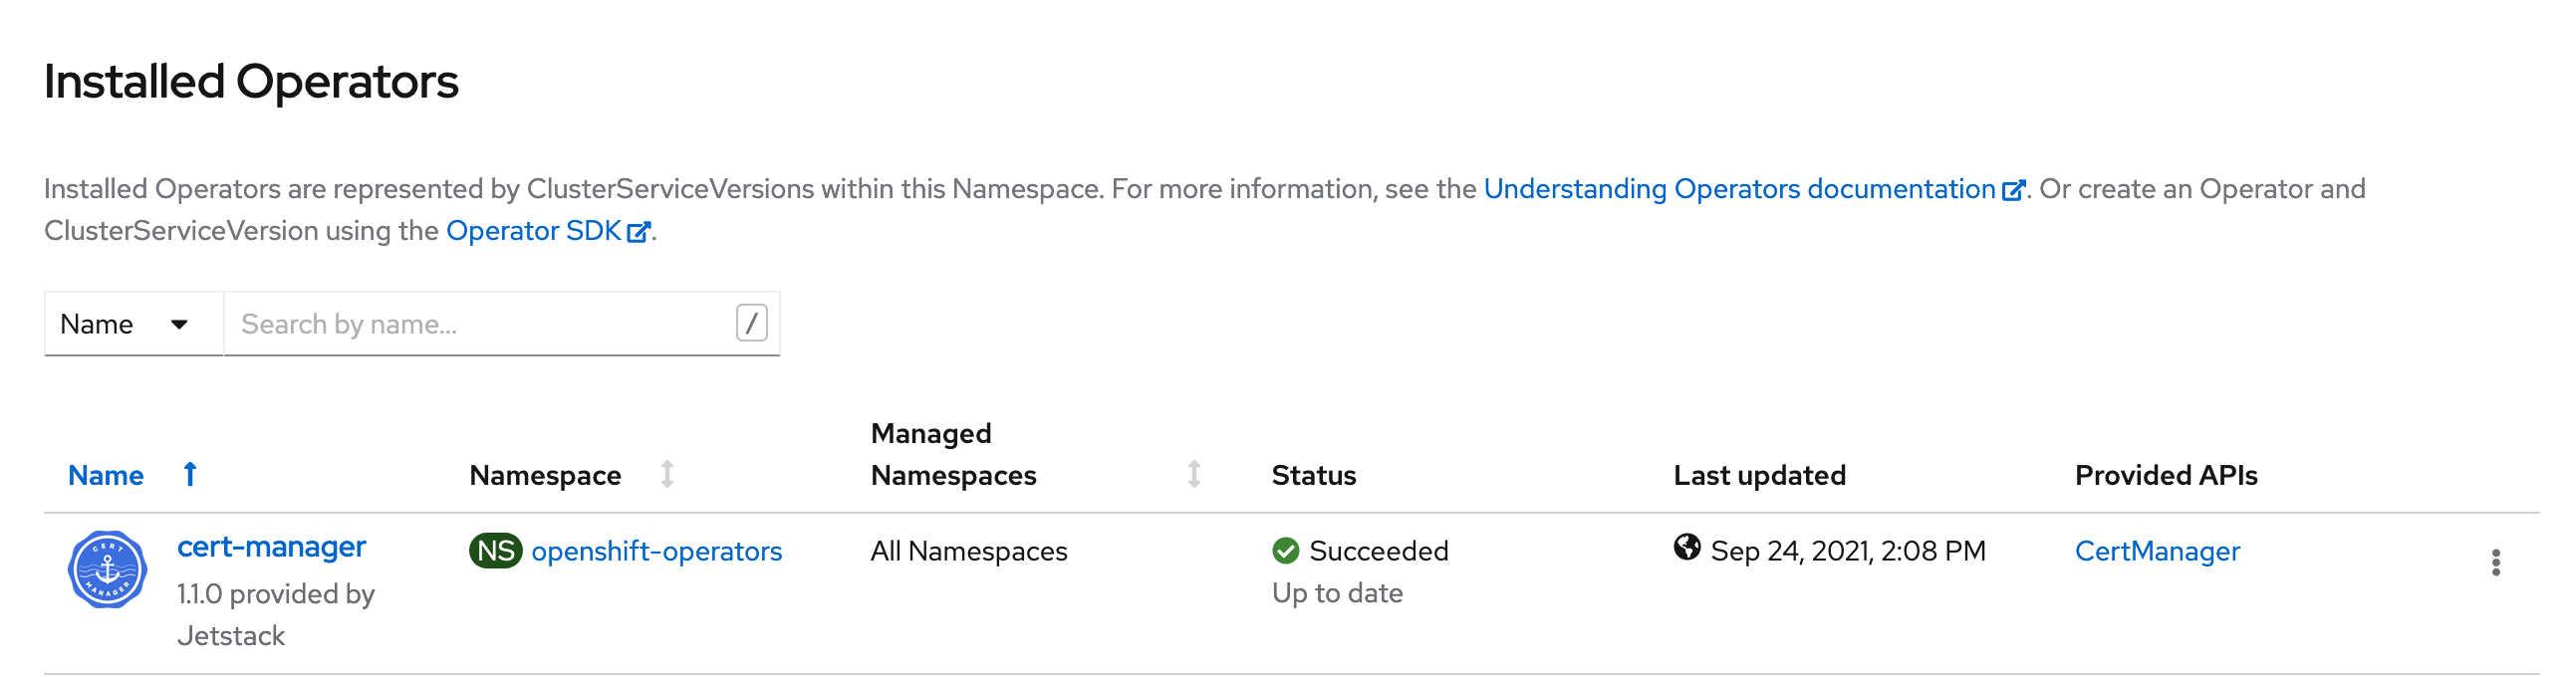 Installed Operators
Installed Operators are represented by ClusterServiceVersions within this Namespace. For more information, see the Understanding Operators documentation. Or create an Operator and
ClusterServiceVersion using the Operator SDK.
Name Search by name... /
Managed
Name Namespace Namespaces Status Last updated Provided APIs
CERT
MANAGER
cert-manager NS openshift-operators All Namespaces Succeeded Sep 24, 2021, 2:08 PM CertManager
1.1.0 provided by Up to date
Jetstack